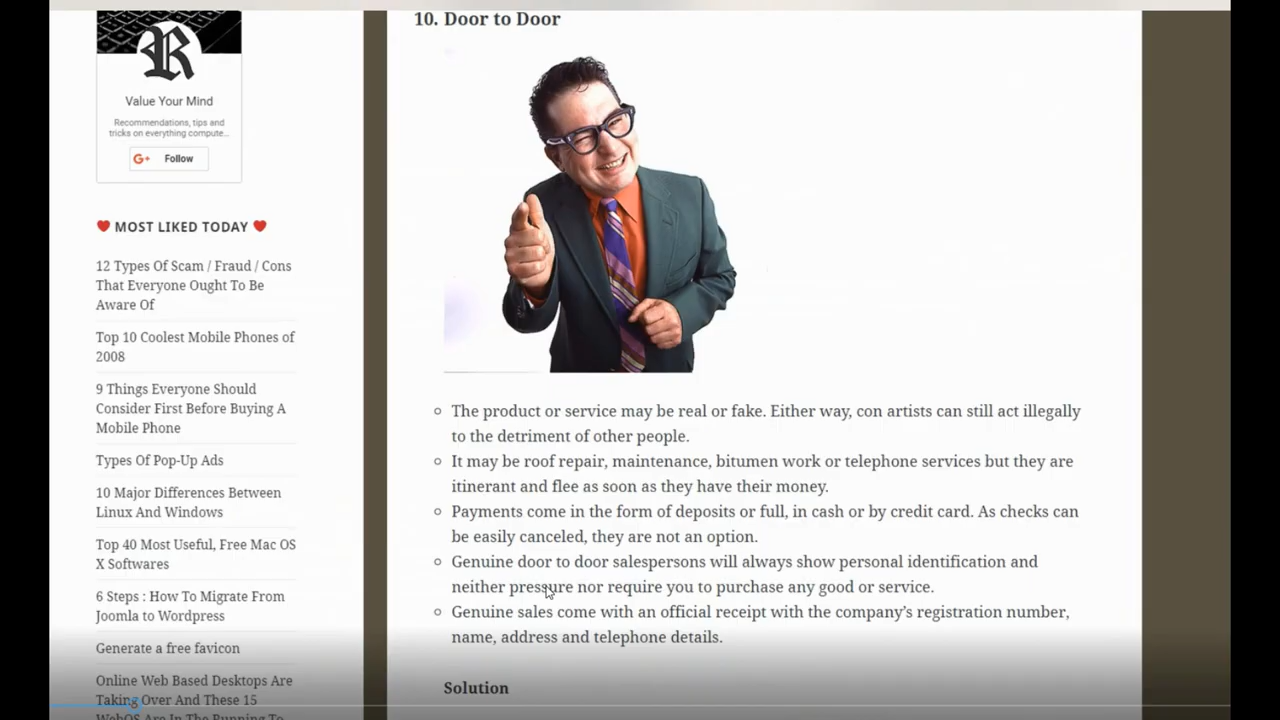 10. Door to Door
R
Value Your Mind
Recommendations, tips and
tricks on everything compute...
G+ Follow
MOST LIKED TODAY
12 Types Of Scam / Fraud / Cons
That Everyone Ought To Be
Aware Of
Top 10 Coolest Mobile Phones of
2008
9 Things Everyone Should
Consider First Before Buying A
Mobile Phone
Types Of Pop-Up Ads
10 Major Differences Between
Linux And Windows
Top 40 Most Useful, Free Mac OS
X Softwares
6 Steps : How To Migrate From
Joomla to Wordpress
Generate a free favicon
Online Web Based Desktops Are
Taking Over And These 15
WebOS Are In The Running To
The product or service may be real or fake. Either way, con artists can still act illegally
to the detriment of other people.
It may be roof repair, maintenance, bitumen work or telephone services but they are
itinerant and flee as soon as they have their money.
Payments come in the form of deposits or full, in cash or by credit card. As checks can
be easily canceled, they are not an option.
Genuine door to door salespersons will always show personal identification and
neither pressure nor require you to purchase any good or service.
Genuine sales come with an official receipt with the company's registration number,
name, address and telephone details.
Solution